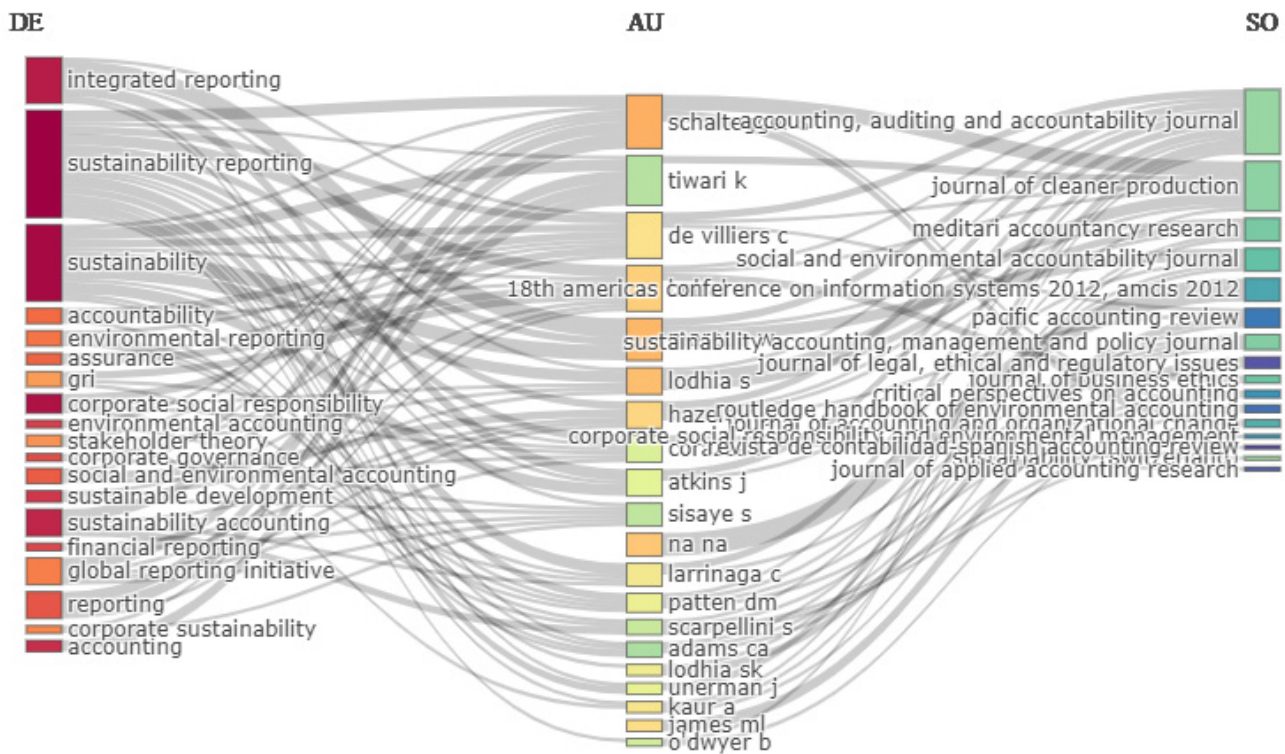 DE
AU
SO
integrated reporting
sustainability reporting
sustainability
accountability
environmental reporting
assurance
gri
corporate social responsibility
environmental accounting
stakeholder theory
corporate governance
social and environmental accounting
sustainable development
sustainability accounting
financial reporting
global reporting initiative
reporting
corporate sustainability
accounting
tiwari k
de villiers c
lodhia s
atkins j
sisaye s
na na
larrinaga c
patten dm
scarpellini s
adams ca
lodhia sk
unerman j
kaur a
james ml
o'dwyer b
accounting, auditing and accountability journal
journal of cleaner production
meditari accountancy research
social and environmental accountability journal
18th americas conference on information systems 2012, amcis 2012
pacific accounting review
sustainability accounting, management and policy journal
journal of legal, ethical and regulatory issues
journal of business ethics
critical perspectives on accounting
routledge handbook of environmental accounting
journal of accounting and organizational change
corporate social responsibility and environmental management
revista de contabilidad-spanish accounting review
journal of applied accounting research